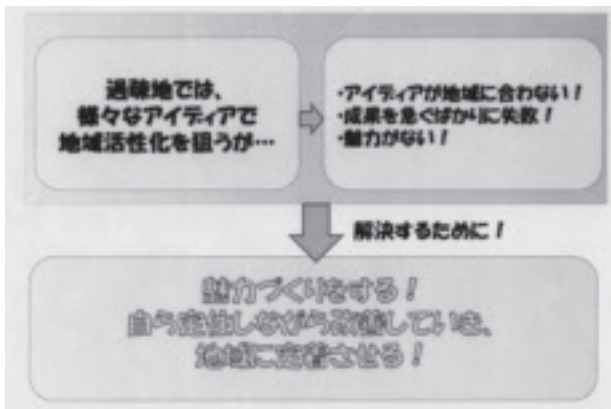 過疎地では、
様々なアイディアで
地域活性化を狙うが…
・アイディアが地域に合わない！
・成果を急ぐばかりに失敗！
・魅力がない！
解決するために！
魅力づくりをする！
自ら定住しながら改善していき、
地域に定着させる！